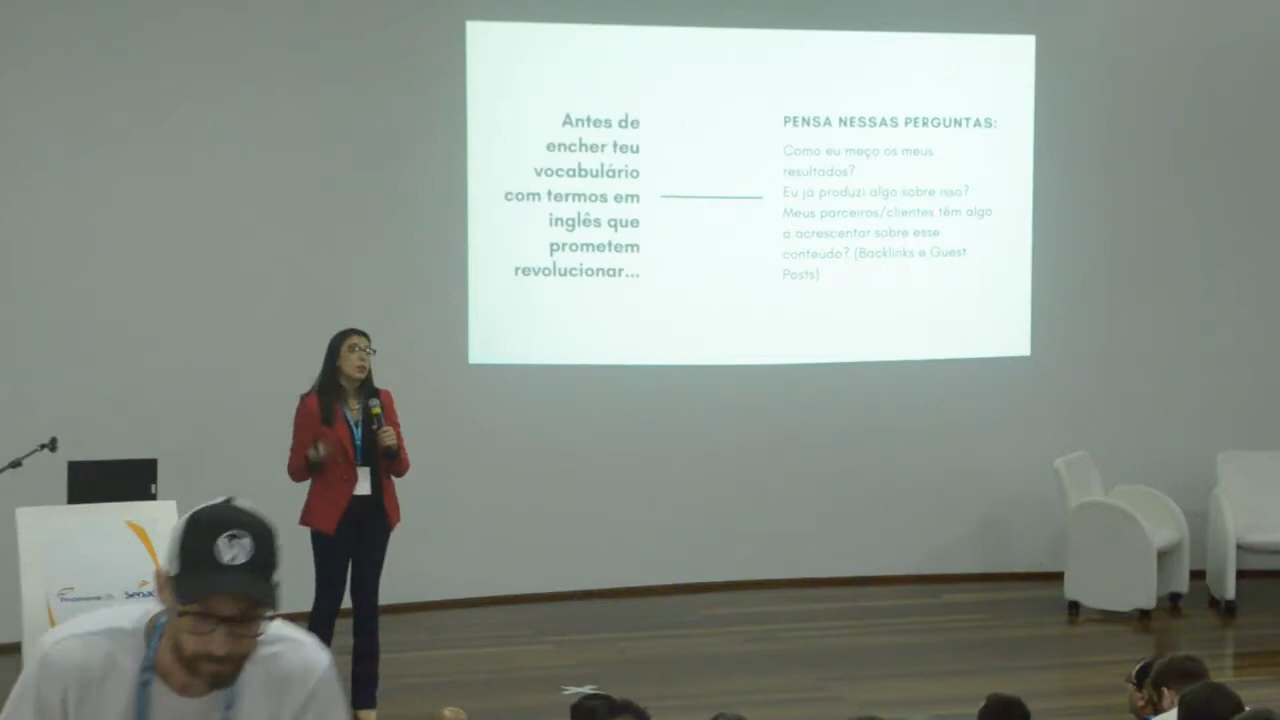 Antes de
encher teu
vocabulário
com termos em
inglês que
prometem
revolucionar...
PENSA NESSAS PERGUNTAS:
Como eu meço os meus
resultados?
Eu já produzi algo sobre isso?
Meus parceiros/clientes têm algo
a acrescentar sobre esse
conteúdo? (Backlinks e Guest
Posts)